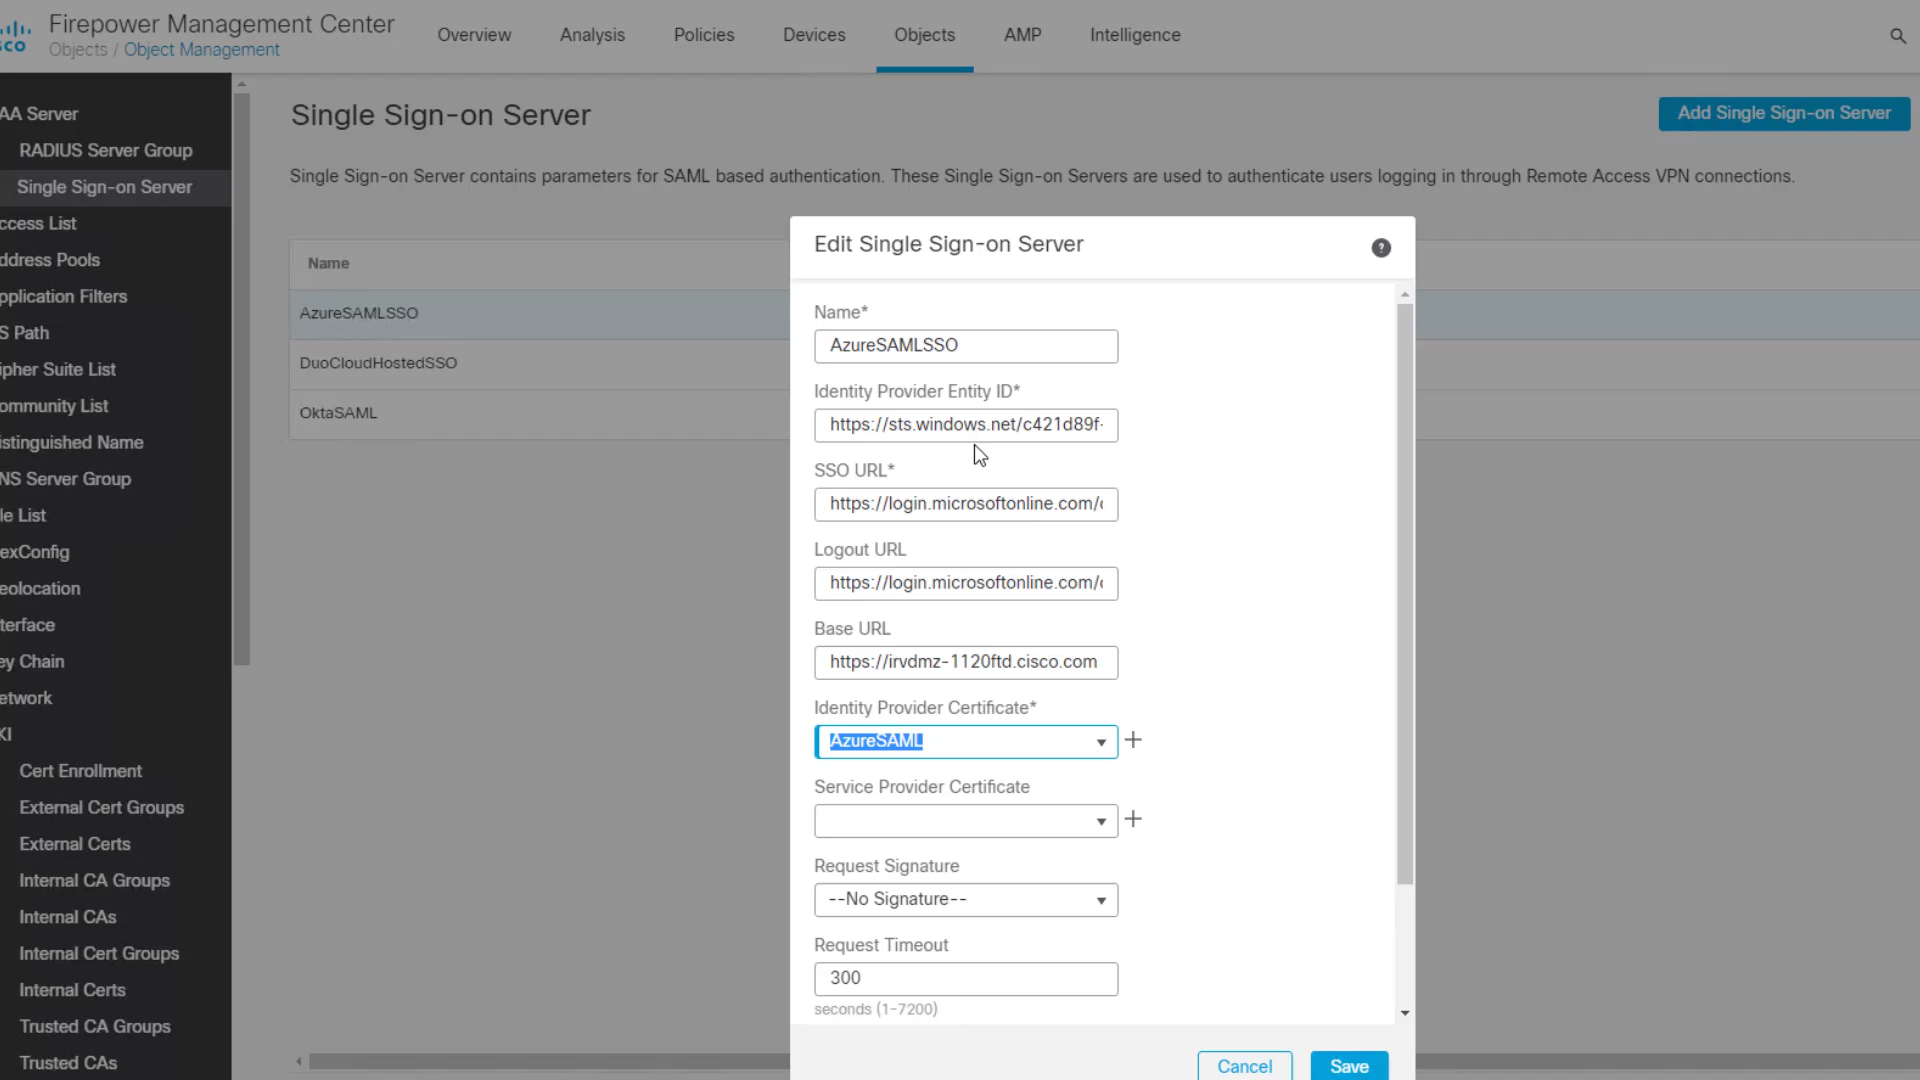 Firepower Management Center
Objects / Object Management
Overview
Analysis
Policies
Devices
Objects
AMP
Intelligence
cisco
AA Server
RADIUS Server Group
Single Sign-on Server
ccess List
ddress Pools
pplication Filters
S Path
ipher Suite List
ommunity List
istinguished Name
NS Server Group
le List
exConfig
eolocation
terface
ey Chain
etwork
KI
Cert Enrollment
External Cert Groups
External Certs
Internal CA Groups
Internal CAs
Internal Cert Groups
Internal Certs
Trusted CA Groups
Trusted CAs
Single Sign-on Server
Add Single Sign-on Server
Single Sign-on Server contains parameters for SAML based authentication. These Single Sign-on Servers are used to authenticate users logging in through Remote Access VPN connections.
Name
AzureSAMLSSO
DuoCloudHostedSSO
OktaSAML
Edit Single Sign-on Server
?
Name*
AzureSAMLSSO
Identity Provider Entity ID*
https://sts.windows.net/c421d89f-
SSO URL*
https://login.microsoftonline.com/c
Logout URL
https://login.microsoftonline.com/c
Base URL
https://irvdmz-1120ftd.cisco.com
Identity Provider Certificate*
AzureSAML
Service Provider Certificate
Request Signature
--No Signature--
Request Timeout
300
seconds (1-7200)
Cancel
Save